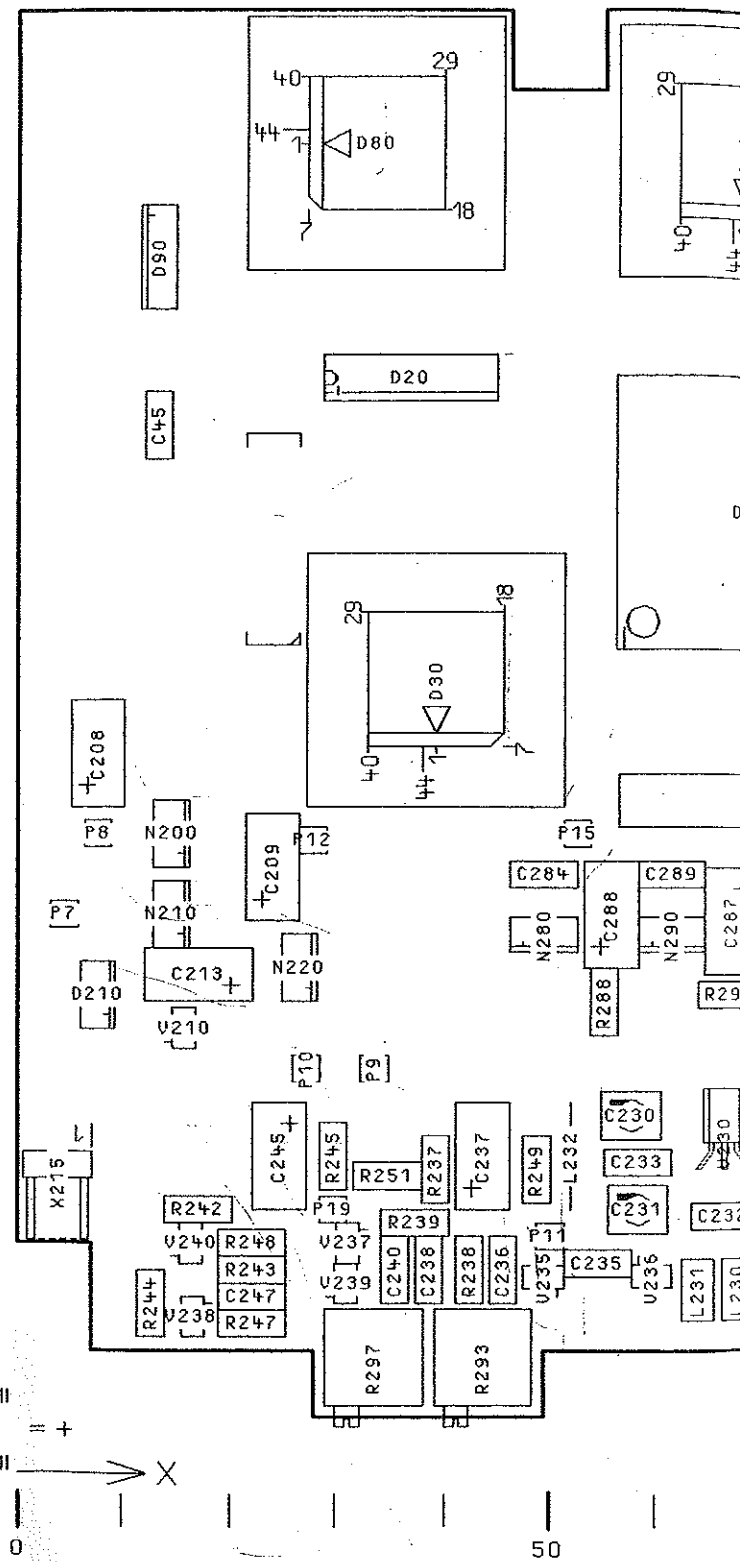 40
29
29
44
1
D80
18
7
40
44
D90
D20
C45
D
29
18
D30
40
44
1
7
C208
P8
N200
C209
P12
P15
C284
C289
P7
N210
N280
C288
N290
C287
C213
N220
D210
R288
R29
V210
P10
P9
C245
R245
R251
R237
C237
R249
L232
C230
V230
C233
X215
R242
P19
R239
C231
C232
V240
R248
V237
P11
R243
V239
C240
C238
R238
C236
V235
C235
V236
L231
L230
R244
C247
V238
R247
R297
R293
= +
X
0
50